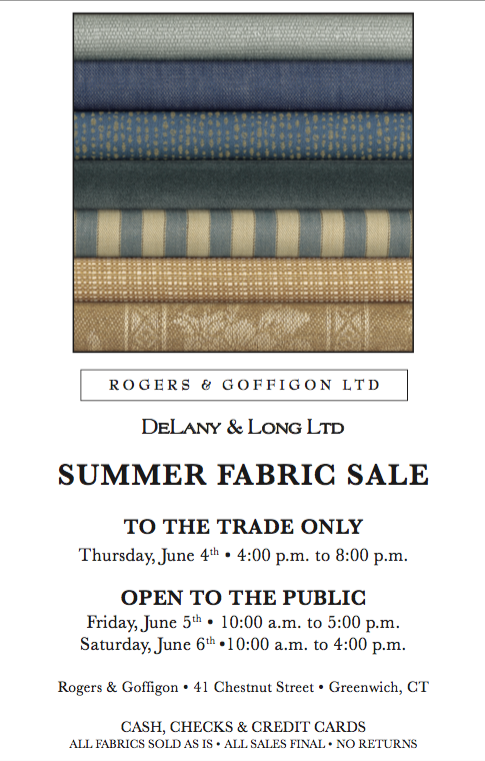 ROGERS & GOFFIGON LTD
DELANY & LONG LTD
SUMMER FABRIC SALE
TO THE TRADE ONLY
Thursday, June 4th • 4:00 p.m. to 8:00 p.m.
OPEN TO THE PUBLIC
Friday, June 5th • 10:00 a.m. to 5:00 p.m.
Saturday, June 6th •10:00 a.m. to 4:00 p.m.
Rogers & Goffigon • 41 Chestnut Street • Greenwich, CT
CASH, CHECKS & CREDIT CARDS
ALL FABRICS SOLD AS IS • ALL SALES FINAL • NO RETURNS